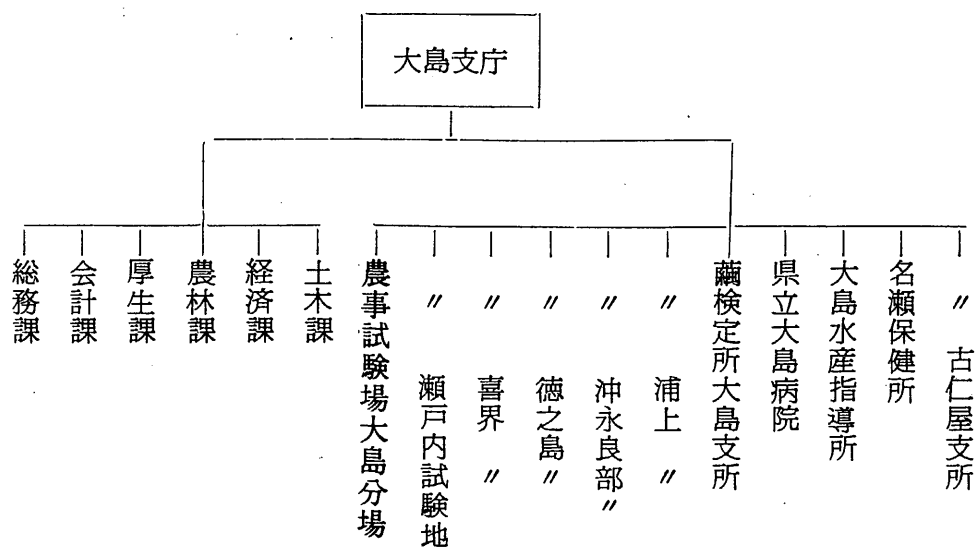 大島支庁
総務課
会計課
厚生課
農林課
経済課
土木課
農事試験場大島分場
〃 瀬戸内試験地
〃 喜界 〃
〃 徳之島 〃
〃 沖永良部 〃
〃 浦上 〃
繭検定所大島支所
県立大島病院
大島水産指導所
名瀬保健所
〃 古仁屋支所